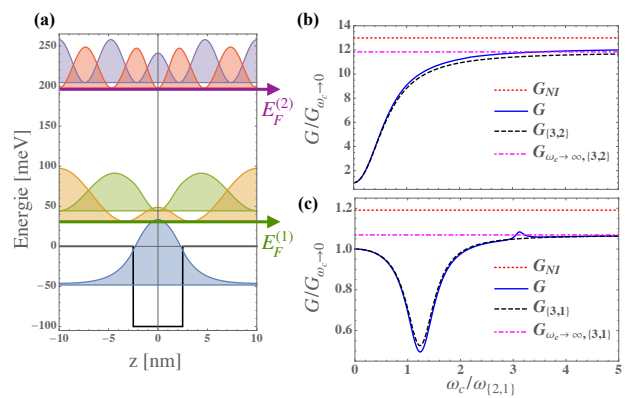 (a)
Energie [meV]
250
200
150
100
50
0
−50
−100
−10
−5
0
5
10
z [nm]
E_F^(2)
E_F^(1)
(b)
G/G_{ω_c→0}
14
12
10
8
6
4
2
G_{NI}
G
G_{{3,2}}
G_{ω_c→∞,{3,2}}
(c)
G/G_{ω_c→0}
1.2
1.0
0.8
0.6
G_{NI}
G
G_{{3,1}}
G_{ω_c→∞,{3,1}}
0
1
2
3
4
5
ω_c/ω_{{2,1}}